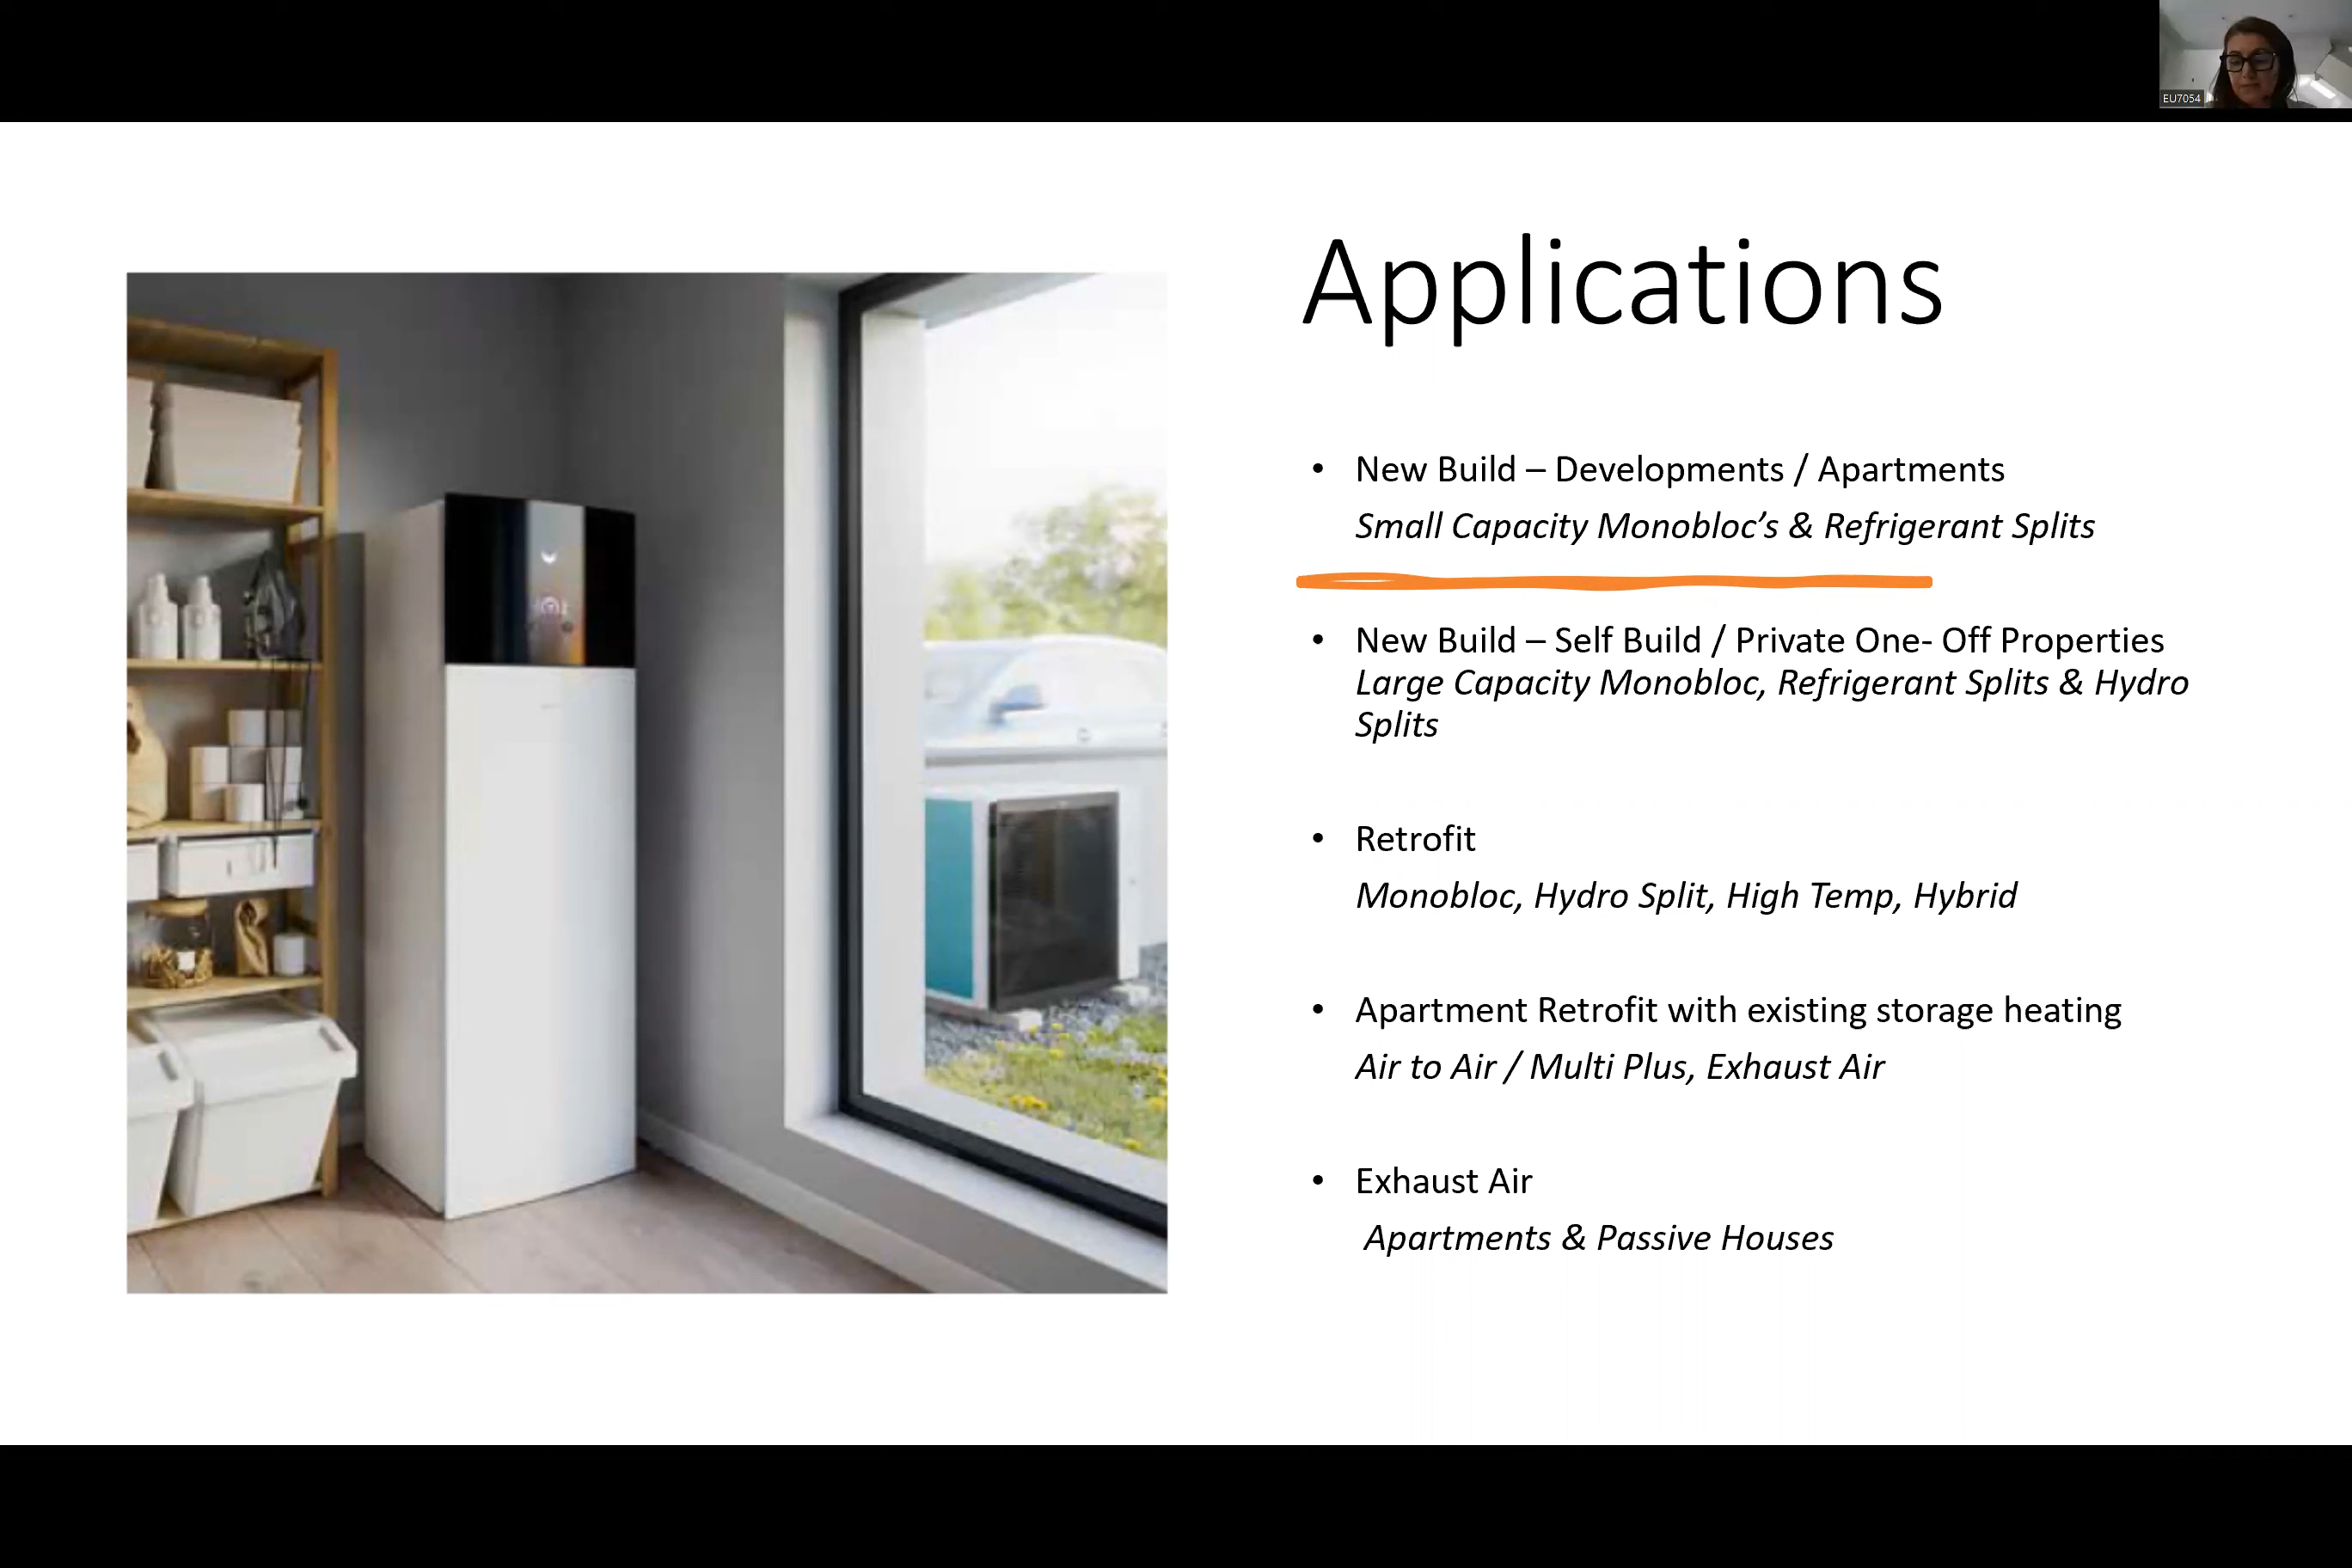 EU7054
Applications
• New Build – Developments / Apartments
Small Capacity Monobloc’s & Refrigerant Splits
• New Build – Self Build / Private One- Off Properties
Large Capacity Monobloc, Refrigerant Splits & Hydro
Splits
• Retrofit
Monobloc, Hydro Split, High Temp, Hybrid
• Apartment Retrofit with existing storage heating
Air to Air / Multi Plus, Exhaust Air
• Exhaust Air
Apartments & Passive Houses